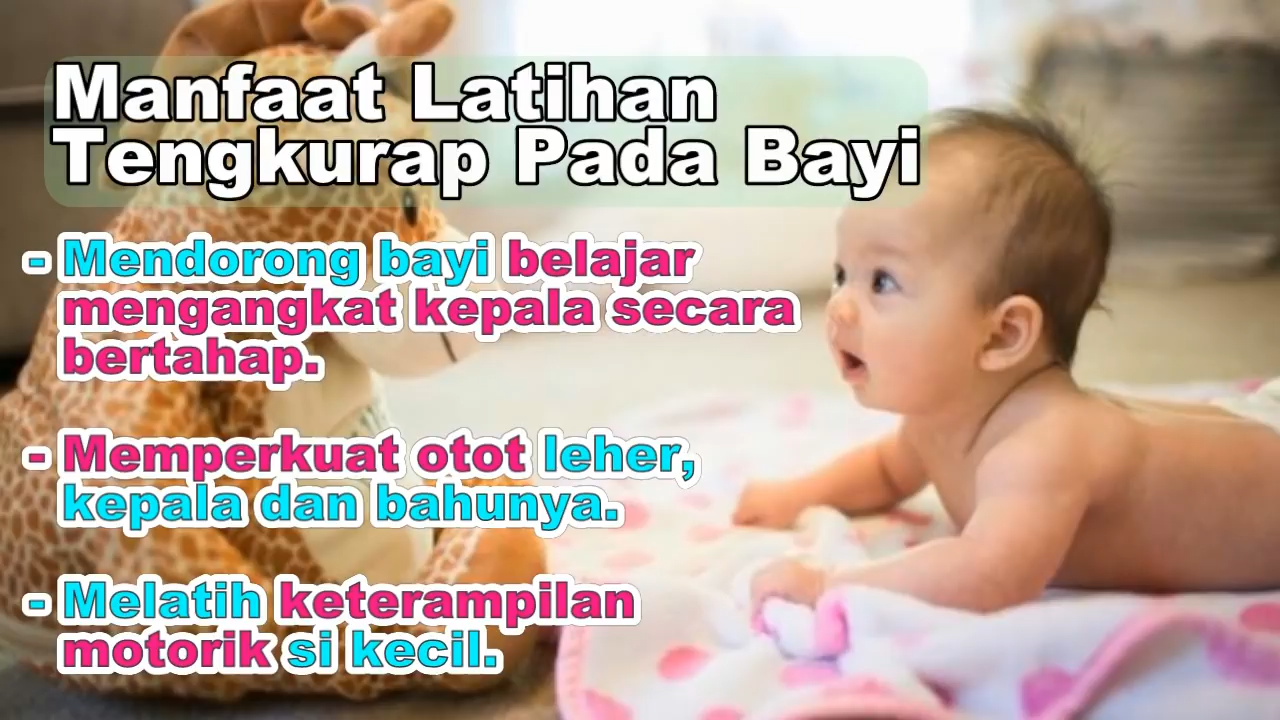 Manfaat Latihan
Tengkurap Pada Bayi
- Mendorong bayi belajar
mengangkat kepala secara
bertahap.
- Memperkuat otot leher,
kepala dan bahunya.
- Melatih keterampilan
motorik si kecil.